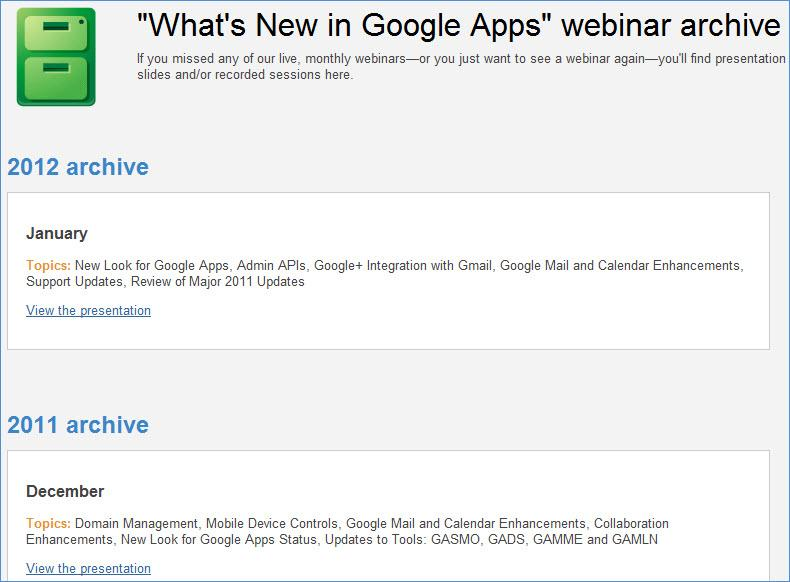 "What's New in Google Apps" webinar archive
If you missed any of our live, monthly webinars—or you just want to see a webinar again—you'll find presentation
slides and/or recorded sessions here.
2012 archive
January
Topics: New Look for Google Apps, Admin APIs, Google+ Integration with Gmail, Google Mail and Calendar Enhancements,
Support Updates, Review of Major 2011 Updates
View the presentation
2011 archive
December
Topics: Domain Management, Mobile Device Controls, Google Mail and Calendar Enhancements, Collaboration
Enhancements, New Look for Google Apps Status, Updates to Tools: GASMO, GADS, GAMME and GAMLN
View the presentation